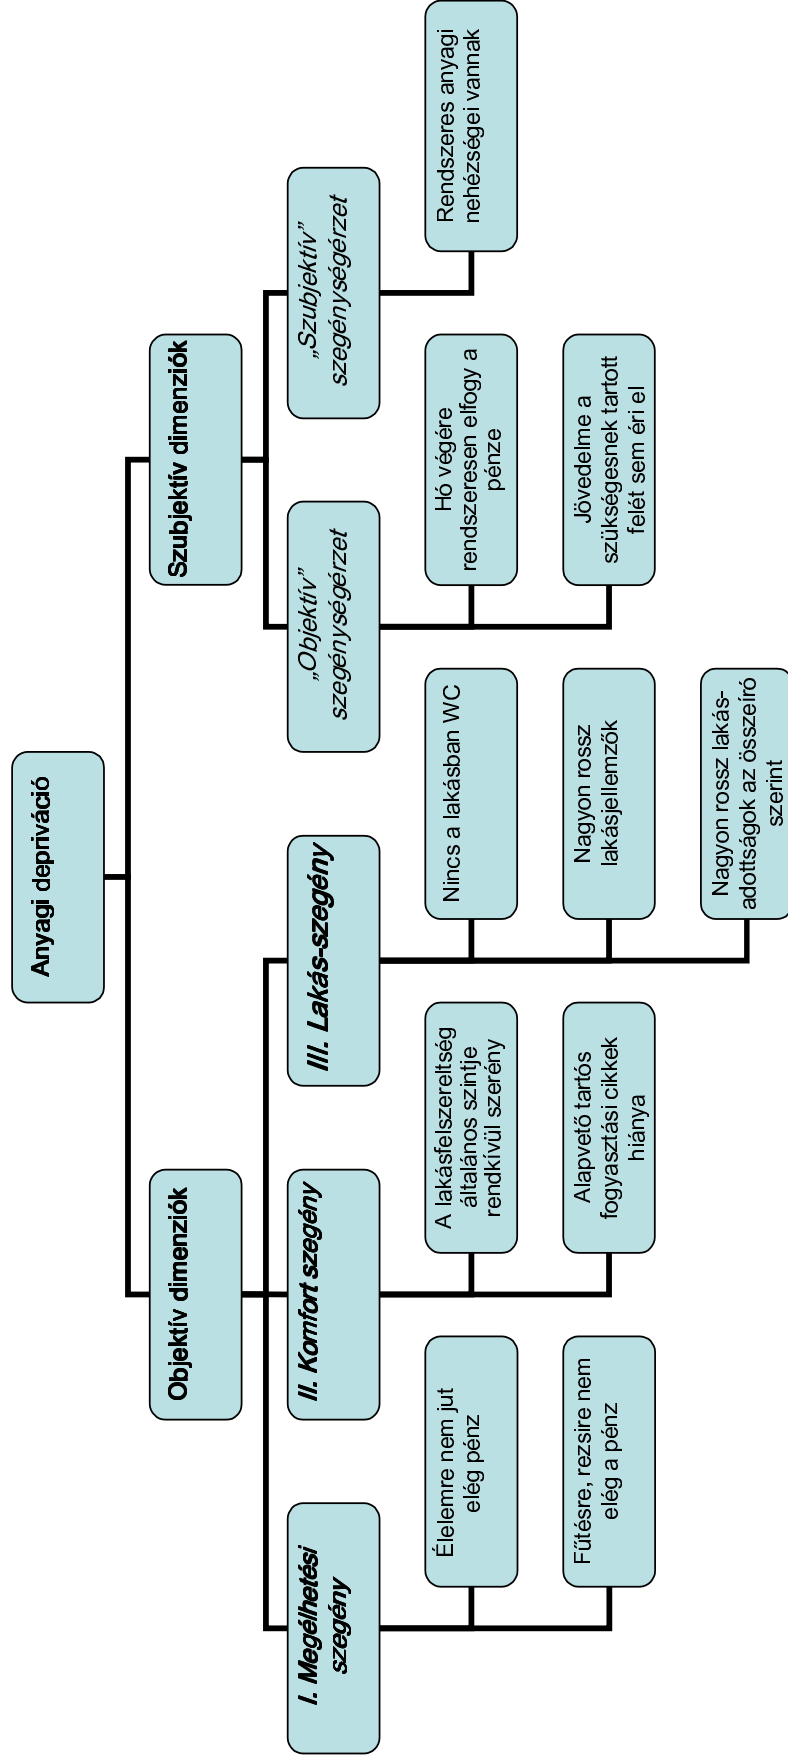 Anyagi depriváció
Objektív dimenziók
Szubjektív dimenziók
I. Megélhetési
szegény
II. Komfort szegény
III. Lakás-szegény
„Objektív”
szegénységérzet
„Szubjektív”
szegénységérzet
Élelemre nem jut
elég pénz
Fűtésre, rezsire nem
elég a pénz
A lakásfelszereltség
általános szintje
rendkívül szerény
Alapvető tartós
fogyasztási cikkek
hiánya
Nincs a lakásban WC
Nagyon rossz
lakásjellemzők
Nagyon rossz lakás-
adottságok az összeíró
szerint
Hó végére
rendszeresen elfogy a
pénze
Jövedelme a
szükségesnek tartott
felét sem éri el
Rendszeres anyagi
nehézségei vannak